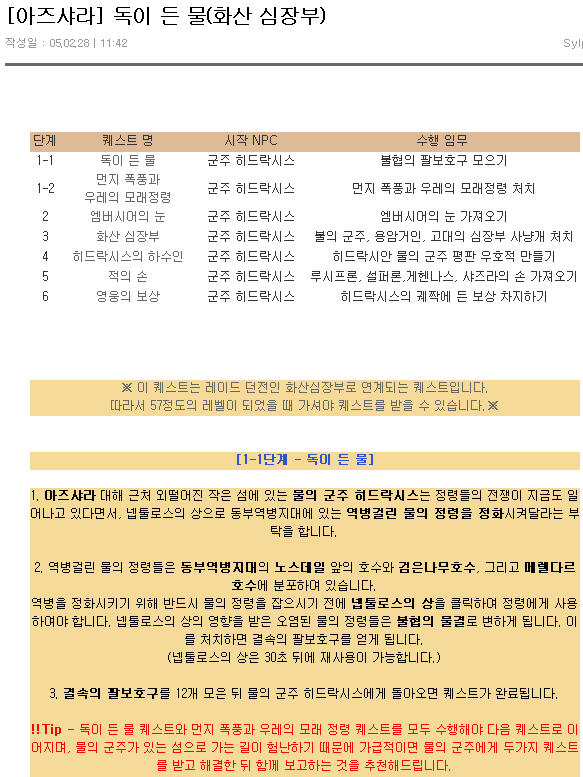 [아즈샤라] 독이 든 물(화산 심장부)
작성일 : 05,02,28 | 11:42
Syl
단계 퀘스트 명 시작 NPC 수행 임무
1-1 독이 든 물 군주 히드락시스 불협의 팔보호구 모으기
1-2 먼지 폭풍과 우레의 모래정령 군주 히드락시스 먼지 폭풍과 우레의 모래정령 처치
2 엠버시어의 눈 군주 히드락시스 엠버시어의 눈 가져오기
3 화산 심장부 군주 히드락시스 불의 군주, 용암거인, 고대의 심장부 사냥개 처치
4 히드락시스의 하수인 군주 히드락시스 히드락시안 물의 군주 평판 우호적 만들기
5 적의 손 군주 히드락시스 루시프론, 설퍼론,게헨나스, 샤즈라의 손 가져오기
6 영웅의 보상 군주 히드락시스 히드락시스의 궤짝에 든 보상 차지하기
※ 이 퀘스트는 레이드 던전인 화산심장부로 연계되는 퀘스트입니다.
따라서 57정도의 레벨이 되었을 때 가셔야 퀘스트를 받을 수 있습니다.※
[1-1단계 - 독이 든 물]
1. 아즈샤라 대해 근처 외떨어진 작은 섬에 있는 물의 군주 히드락시스는 정령들의 전쟁이 지금도 일
어나고 있다면서, 넵툴로스의 상으로 동부역병지대에 있는 역병걸린 물의 정령을 정화시켜달라는 부
탁을 합니다.
2. 역병걸린 물의 정령들은 동부역병지대의 노스데일 앞의 호수와 검은나무호수, 그리고 메렐다르
호수에 분포하여 있습니다.
역병을 정화시키기 위해 반드시 물의 정령을 잡으시기 전에 넵툴로스의 상을 클릭하여 정령에게 사용
하여야 합니다. 넵툴로스의 상의 영향을 받은 오염된 물의 정령들은 불협의 물결로 변하게 됩니다. 이
를 처치하면 결속의 팔보호구를 얻게 됩니다.
(넵툴로스의 상은 30초 뒤에 재사용이 가능합니다.)
3. 결속의 팔보호구를 12개 모은 뒤 물의 군주 히드락시스에게 돌아오면 퀘스트가 완료됩니다.
!!Tip - 독이 든 물 퀘스트와 먼지 폭풍과 우레의 모래 정령 퀘스트를 모두 수행해야 다음 퀘스트로 이
어지며, 물의 군주가 있는 섬으로 가는 길이 험난하기 때문에 가급적이면 물의 군주에게 두가지 퀘스트
를 받고 해결한 뒤 함께 보고하는 것을 추천해드립니다.